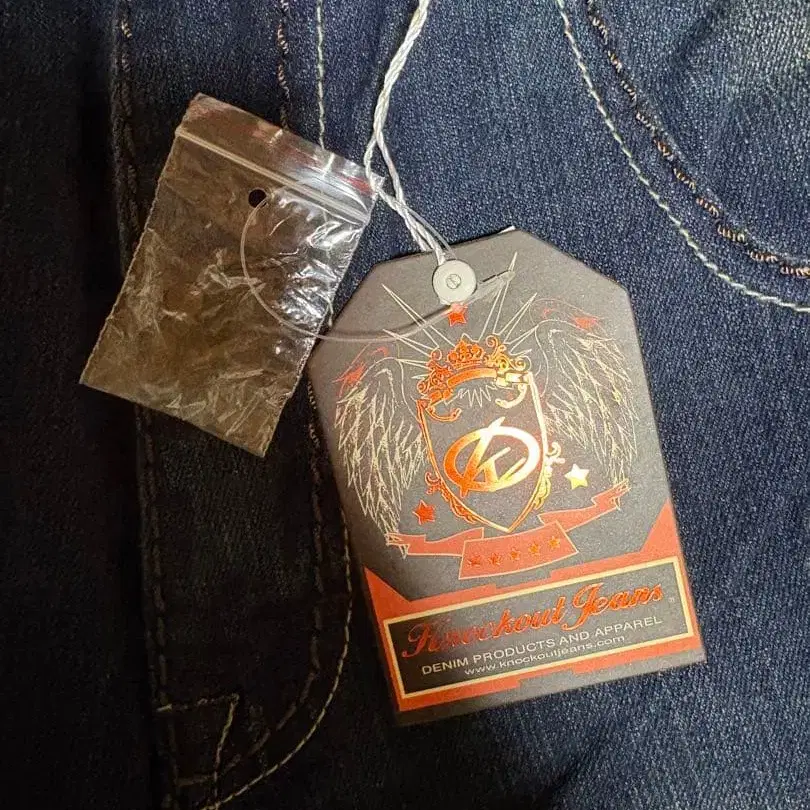 K
Knockout Jeans
DENIM PRODUCTS AND APPAREL
www.knockoutjeans.com